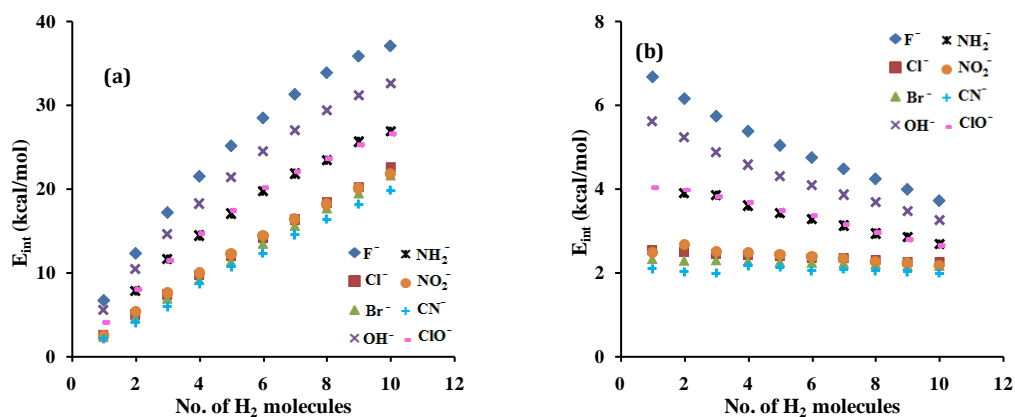 (a)
E_int (kcal/mol)
40
30
20
10
0
0 2 4 6 8 10 12
No. of H₂ molecules
F⁻ NH₂⁻
Cl⁻ NO₂⁻
Br⁻ CN⁻
OH⁻ ClO⁻
(b)
E_int (kcal/mol)
8
6
4
2
0
0 2 4 6 8 10 12
No. of H₂ molecules
F⁻ NH₂⁻
Cl⁻ NO₂⁻
Br⁻ CN⁻
OH⁻ ClO⁻